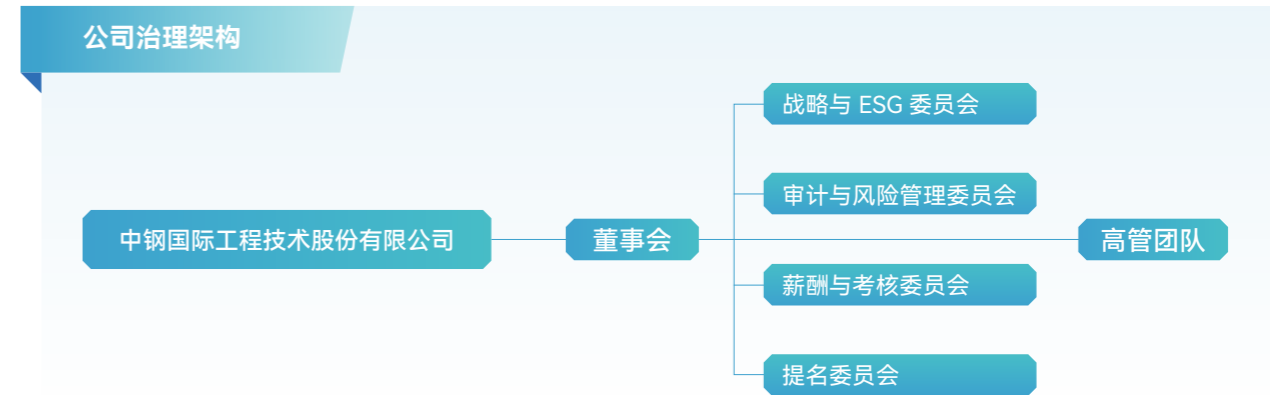 公司治理架构
中钢国际工程技术股份有限公司
董事会
战略与 ESG 委员会
审计与风险管理委员会
薪酬与考核委员会
提名委员会
高管团队